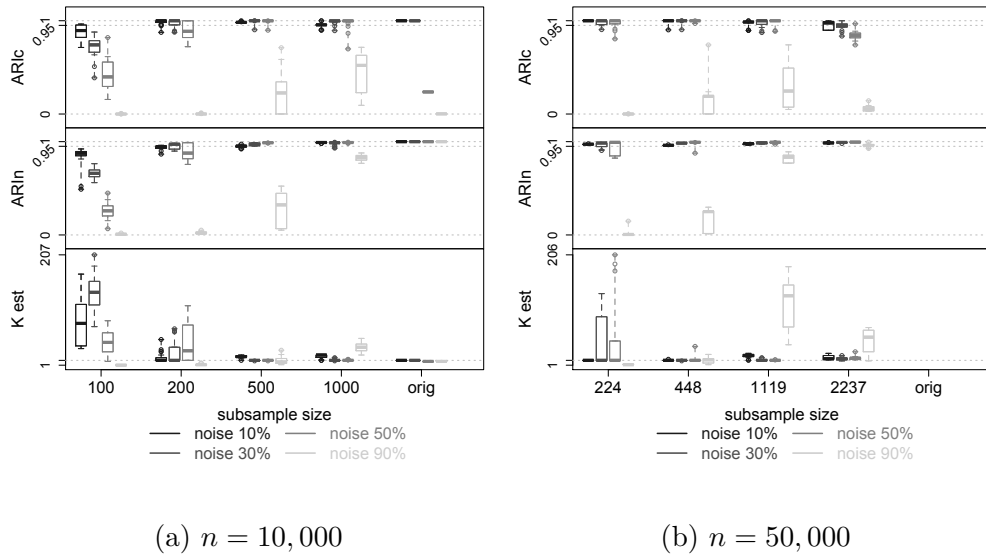 ARIc
0.95 1
0
ARIn
0.95 1
0
K est
207
1
100 200 500 1000 orig
subsample size
noise 10% noise 50%
noise 30% noise 90%
(a) n = 10,000
ARIc
0.95 1
0
ARIn
0.95 1
0
K est
206
1
224 448 1119 2237 orig
subsample size
noise 10% noise 50%
noise 30% noise 90%
(b) n = 50,000